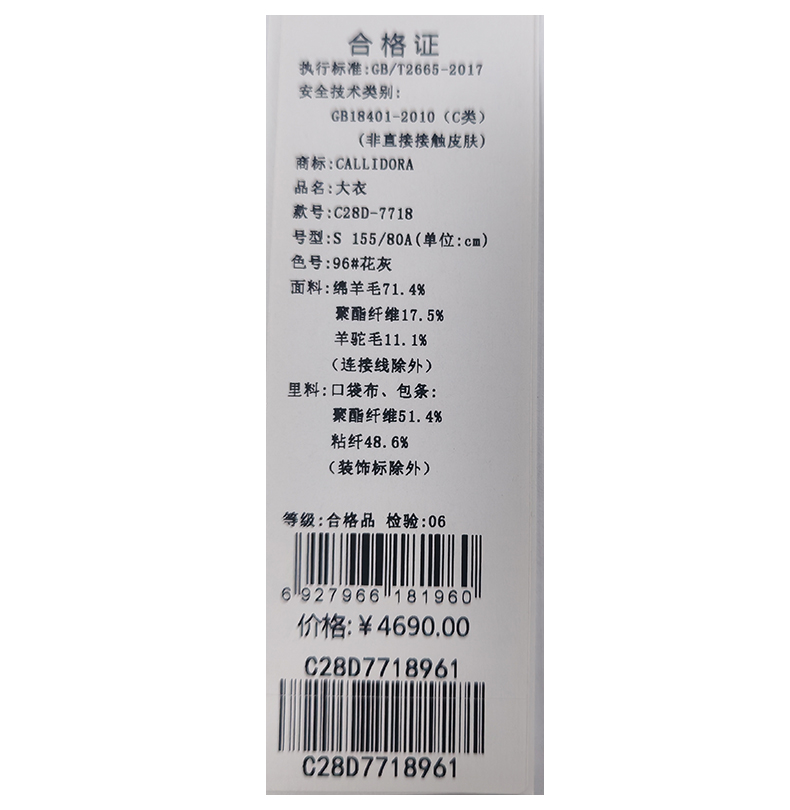 合格证
执行标准:GB/T2665-2017
安全技术类别:
GB18401-2010（C类）
(非直接接触皮肤)
商标:CALLIDORA
品名:大衣
款号:C28D-7718
号型:S 155/80A(单位:cm)
色号:96#花灰
面料:绵羊毛71.4%
聚酯纤维17.5%
羊驼毛11.1%
（连接线除外）
里料:口袋布、包条:
聚酯纤维51.4%
粘纤48.6%
（装饰标除外）
等级:合格品 检验:06
6 927966 181960
价格:￥4690.00
C28D7718961
C28D7718961